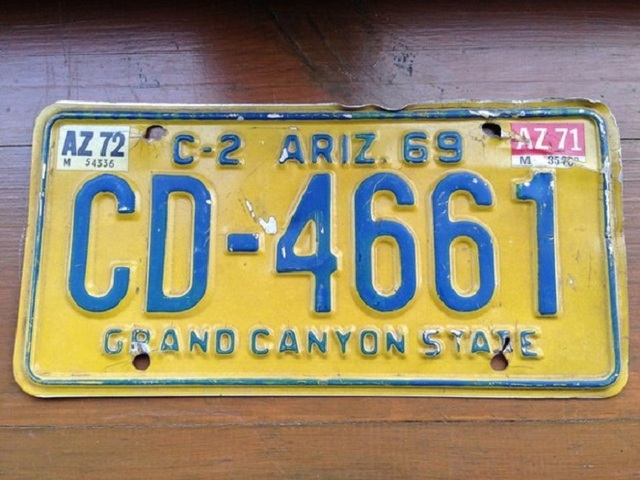 AZ 72
M 54336
C-2 ARIZ. 69
AZ 71
M
CD-4661
GRAND CANYON STATE